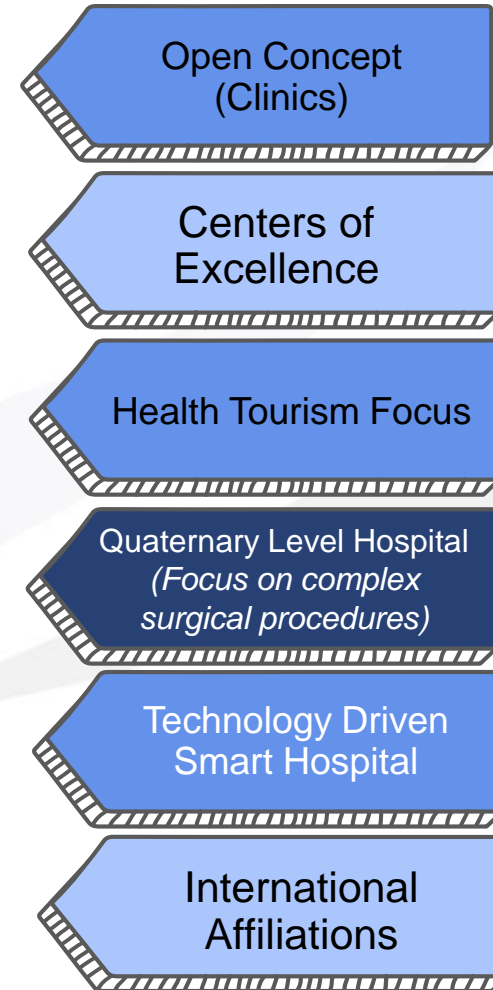 Open Concept
(Clinics)
Centers of
Excellence
Health Tourism Focus
Quaternary Level Hospital
(Focus on complex
surgical procedures)
Technology Driven
Smart Hospital
International
Affiliations